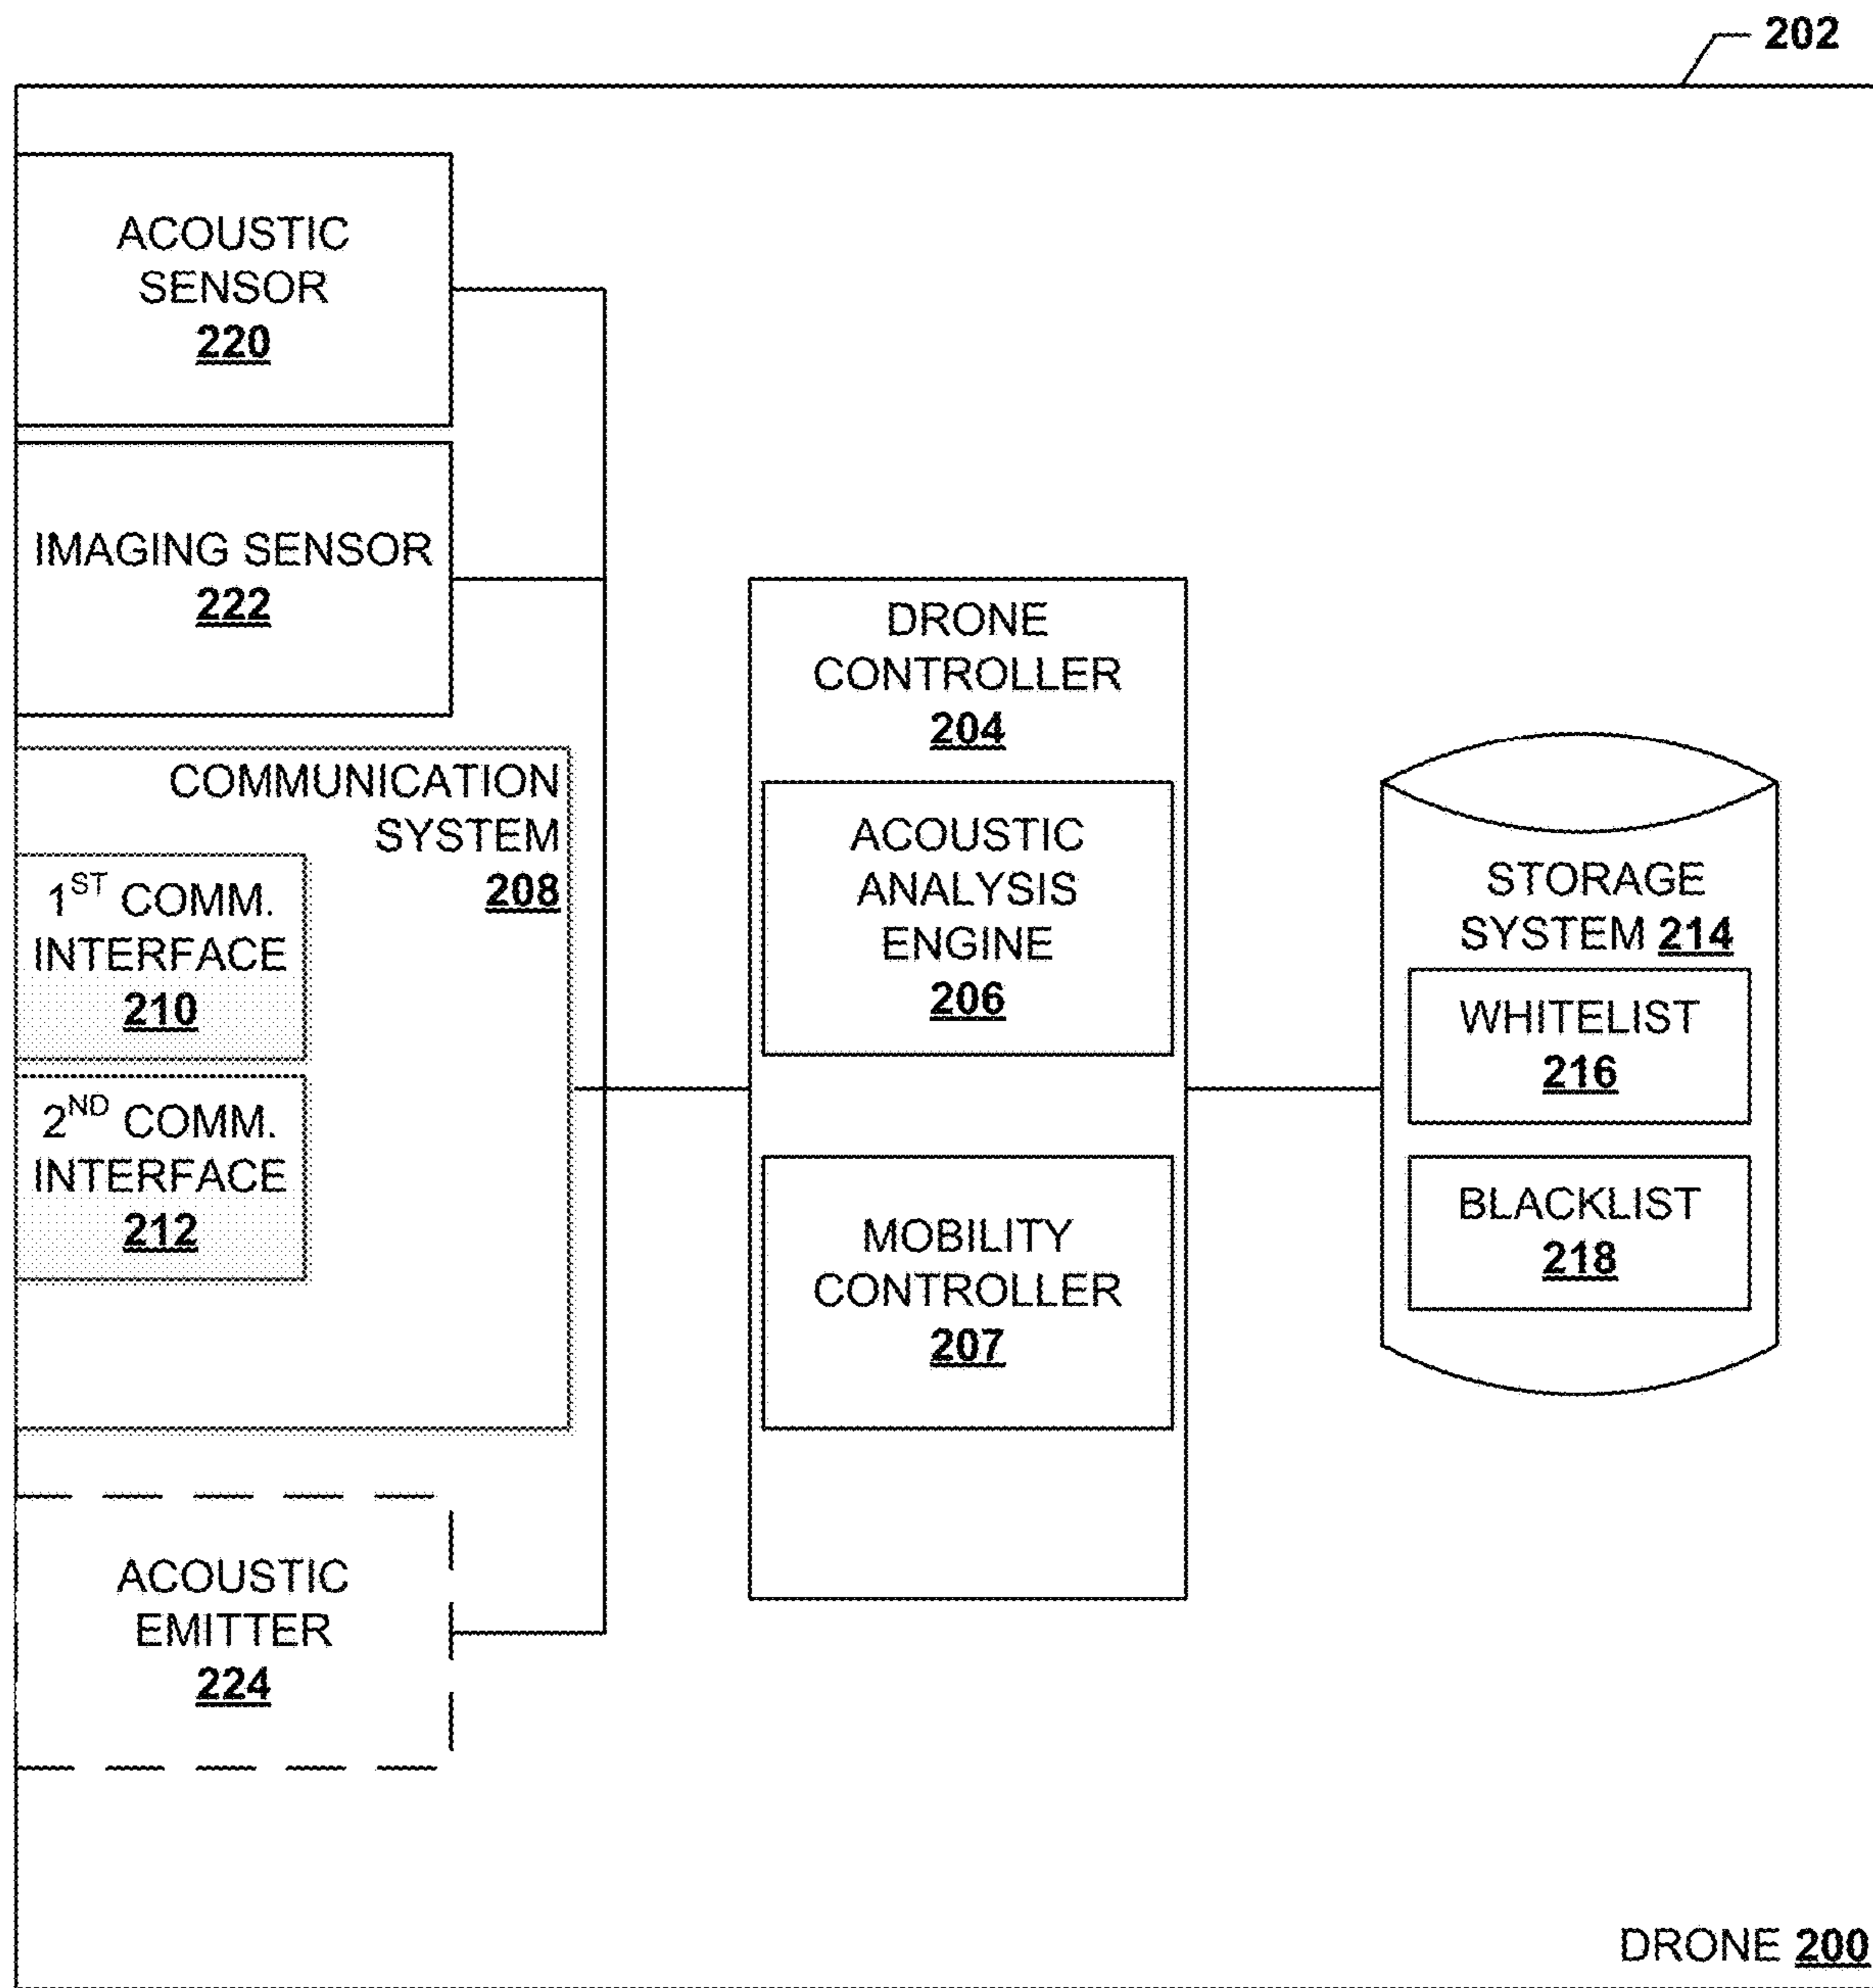 202
ACOUSTIC
SENSOR
220
IMAGING SENSOR
222
COMMUNICATION
SYSTEM
208
1ST COMM.
INTERFACE
210
2ND COMM.
INTERFACE
212
ACOUSTIC
EMITTER
224
DRONE
CONTROLLER
204
ACOUSTIC
ANALYSIS
ENGINE
206
MOBILITY
CONTROLLER
207
STORAGE
SYSTEM 214
WHITELIST
216
BLACKLIST
218
DRONE 200